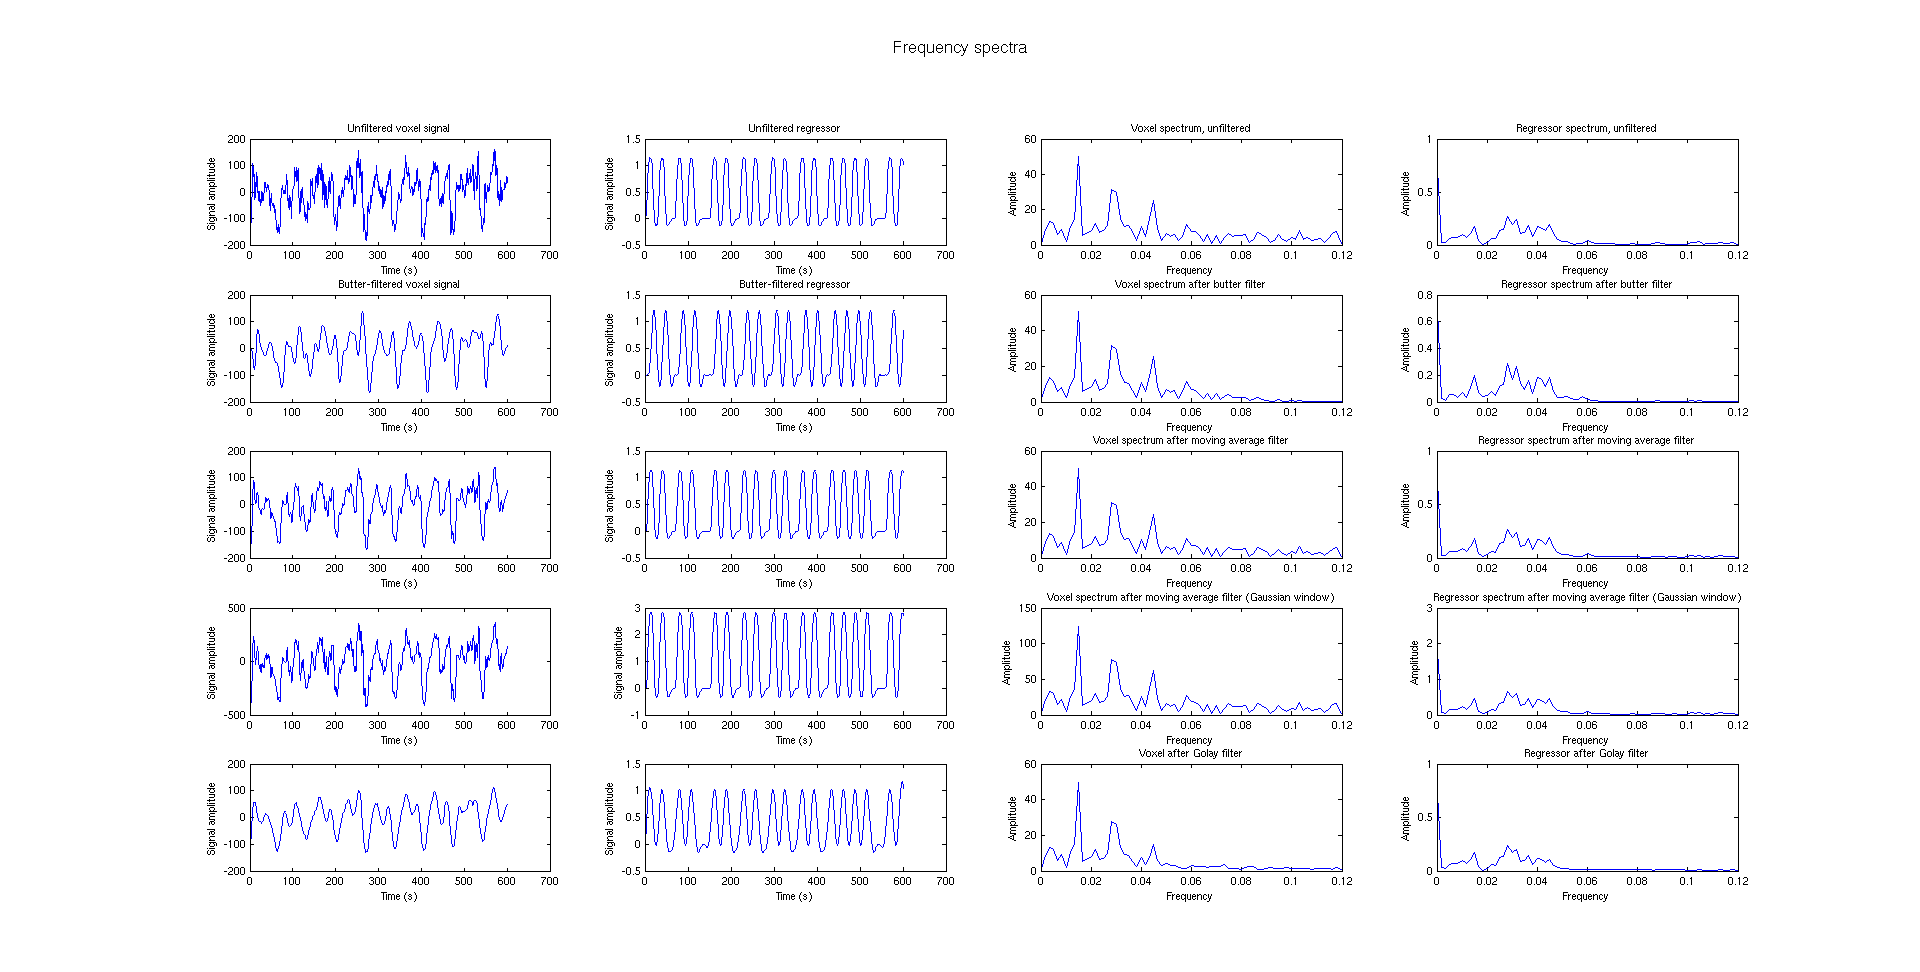 Frequency spectra
Unfiltered voxel signal
Unfiltered regressor
Voxel spectrum, unfiltered
Regressor spectrum, unfiltered
200
100
0
-100
-200
Signal amplitude
0 100 200 300 400 500 600 700
Time (s)
1.5
1
0.5
0
-0.5
Signal amplitude
0 100 200 300 400 500 600 700
Time (s)
60
40
20
0
Amplitude
0 0.02 0.04 0.06 0.08 0.1 0.12
Frequency
1
0.5
0
Amplitude
0 0.02 0.04 0.06 0.08 0.1 0.12
Frequency
Butter-filtered voxel signal
Butter-filtered regressor
Voxel spectrum after butter filter
Regressor spectrum after butter filter
200
100
0
-100
-200
Signal amplitude
0 100 200 300 400 500 600 700
Time (s)
1.5
1
0.5
0
-0.5
Signal amplitude
0 100 200 300 400 500 600 700
Time (s)
60
40
20
0
Amplitude
0 0.02 0.04 0.06 0.08 0.1 0.12
Frequency
0.8
0.6
0.4
0.2
0
Amplitude
0 0.02 0.04 0.06 0.08 0.1 0.12
Frequency
Voxel spectrum after moving average filter
Regressor spectrum after moving average filter
200
100
0
-100
-200
Signal amplitude
0 100 200 300 400 500 600 700
Time (s)
1.5
1
0.5
0
-0.5
Signal amplitude
0 100 200 300 400 500 600 700
Time (s)
60
40
20
0
Amplitude
0 0.02 0.04 0.06 0.08 0.1 0.12
Frequency
1
0.5
0
Amplitude
0 0.02 0.04 0.06 0.08 0.1 0.12
Frequency
Voxel spectrum after moving average filter (Gaussian window)
Regressor spectrum after moving average filter (Gaussian window)
500
0
-500
Signal amplitude
0 100 200 300 400 500 600 700
Time (s)
3
2
1
0
-1
Signal amplitude
0 100 200 300 400 500 600 700
Time (s)
150
100
50
0
Amplitude
0 0.02 0.04 0.06 0.08 0.1 0.12
Frequency
3
2
1
0
Amplitude
0 0.02 0.04 0.06 0.08 0.1 0.12
Frequency
Voxel after Golay filter
Regressor after Golay filter
200
100
0
-100
-200
Signal amplitude
0 100 200 300 400 500 600 700
Time (s)
1.5
1
0.5
0
-0.5
Signal amplitude
0 100 200 300 400 500 600 700
Time (s)
60
40
20
0
Amplitude
0 0.02 0.04 0.06 0.08 0.1 0.12
Frequency
1
0.5
0
Amplitude
0 0.02 0.04 0.06 0.08 0.1 0.12
Frequency